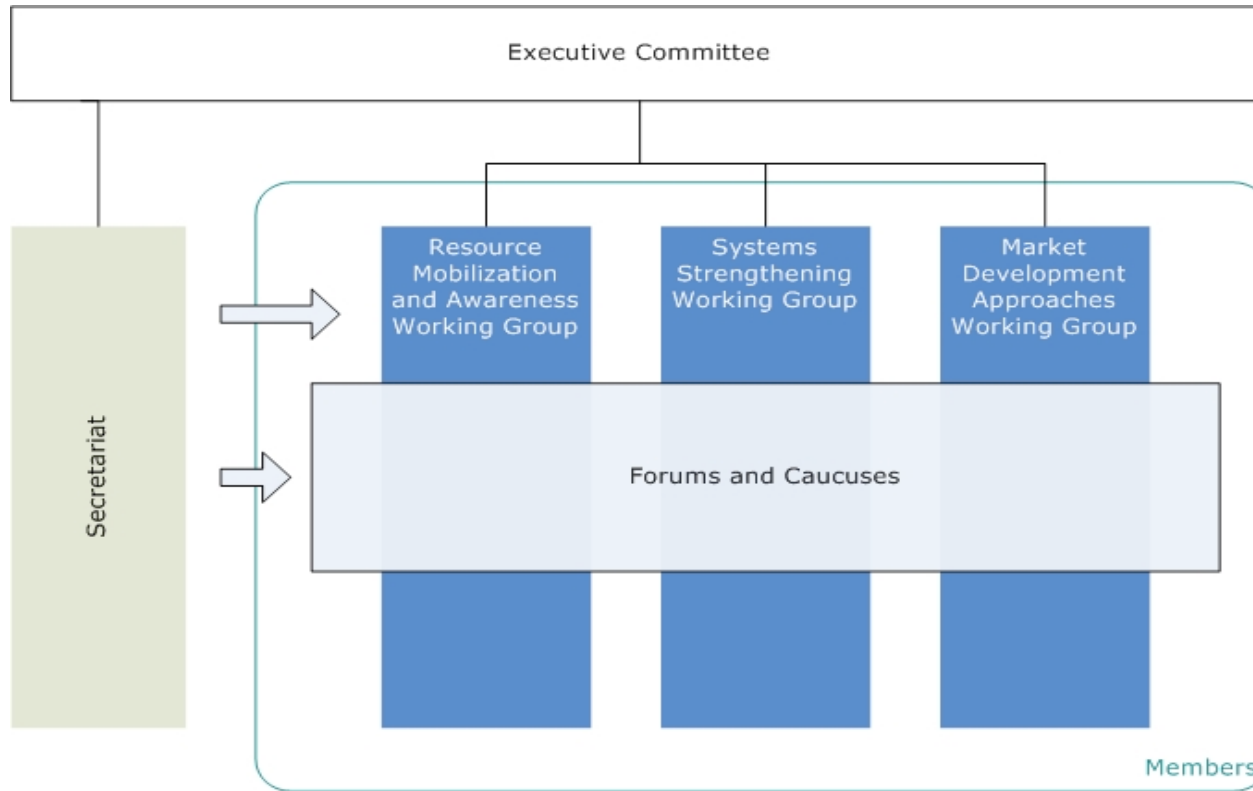 Executive Committee
Resource
Mobilization
and Awareness
Working Group
Systems
Strengthening
Working Group
Market
Development
Approaches
Working Group
Secretariat
Forums and Caucuses
Members